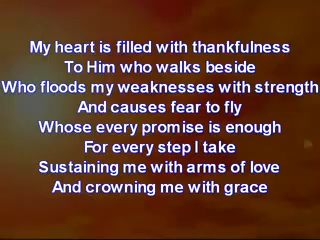 My heart is filled with thankfulness
To Him who walks beside
Who floods my weaknesses with strength
And causes fear to fly
Whose every promise is enough
For every step I take
Sustaining me with arms of love
And crowning me with grace